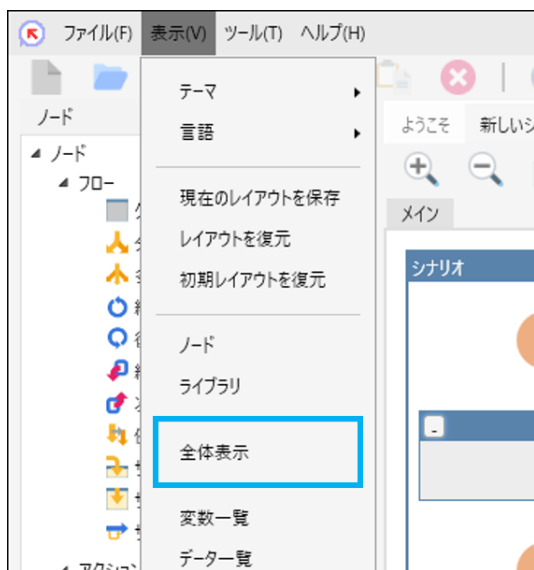 ファイル(F) 表示(V) ツール(T) ヘルプ(H)
ノード
ノード
フロー
テーマ
言語
現在のレイアウトを保存
レイアウトを復元
初期レイアウトを復元
ノード
ライブラリ
全体表示
変数一覧
データ一覧
ようこそ 新しい
メイン
シナリオ